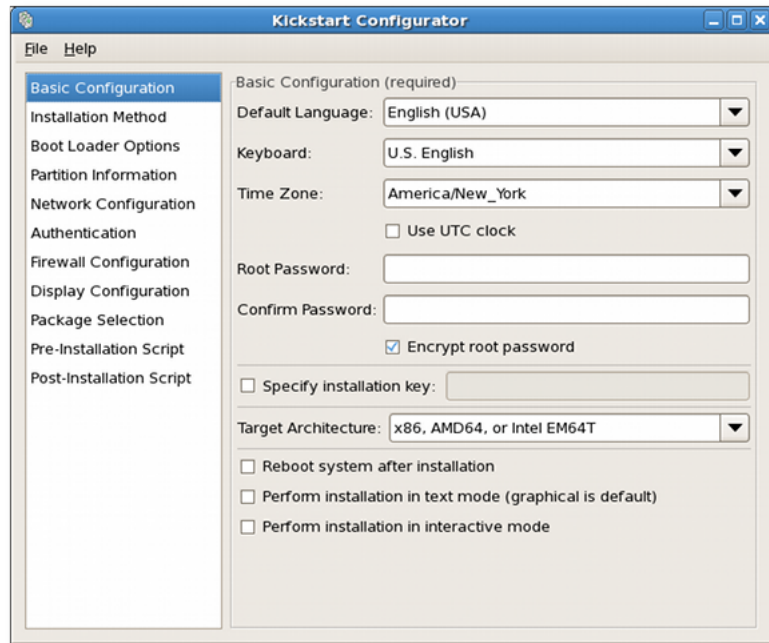 Kickstart Configurator
File Help
Basic Configuration
Installation Method
Boot Loader Options
Partition Information
Network Configuration
Authentication
Firewall Configuration
Display Configuration
Package Selection
Pre-Installation Script
Post-Installation Script
Basic Configuration (required)
Default Language: English (USA)
Keyboard: U.S. English
Time Zone: America/New_York
Use UTC clock
Root Password:
Confirm Password:
Encrypt root password
Specify installation key:
Target Architecture: x86, AMD64, or Intel EM64T
Reboot system after installation
Perform installation in text mode (graphical is default)
Perform installation in interactive mode